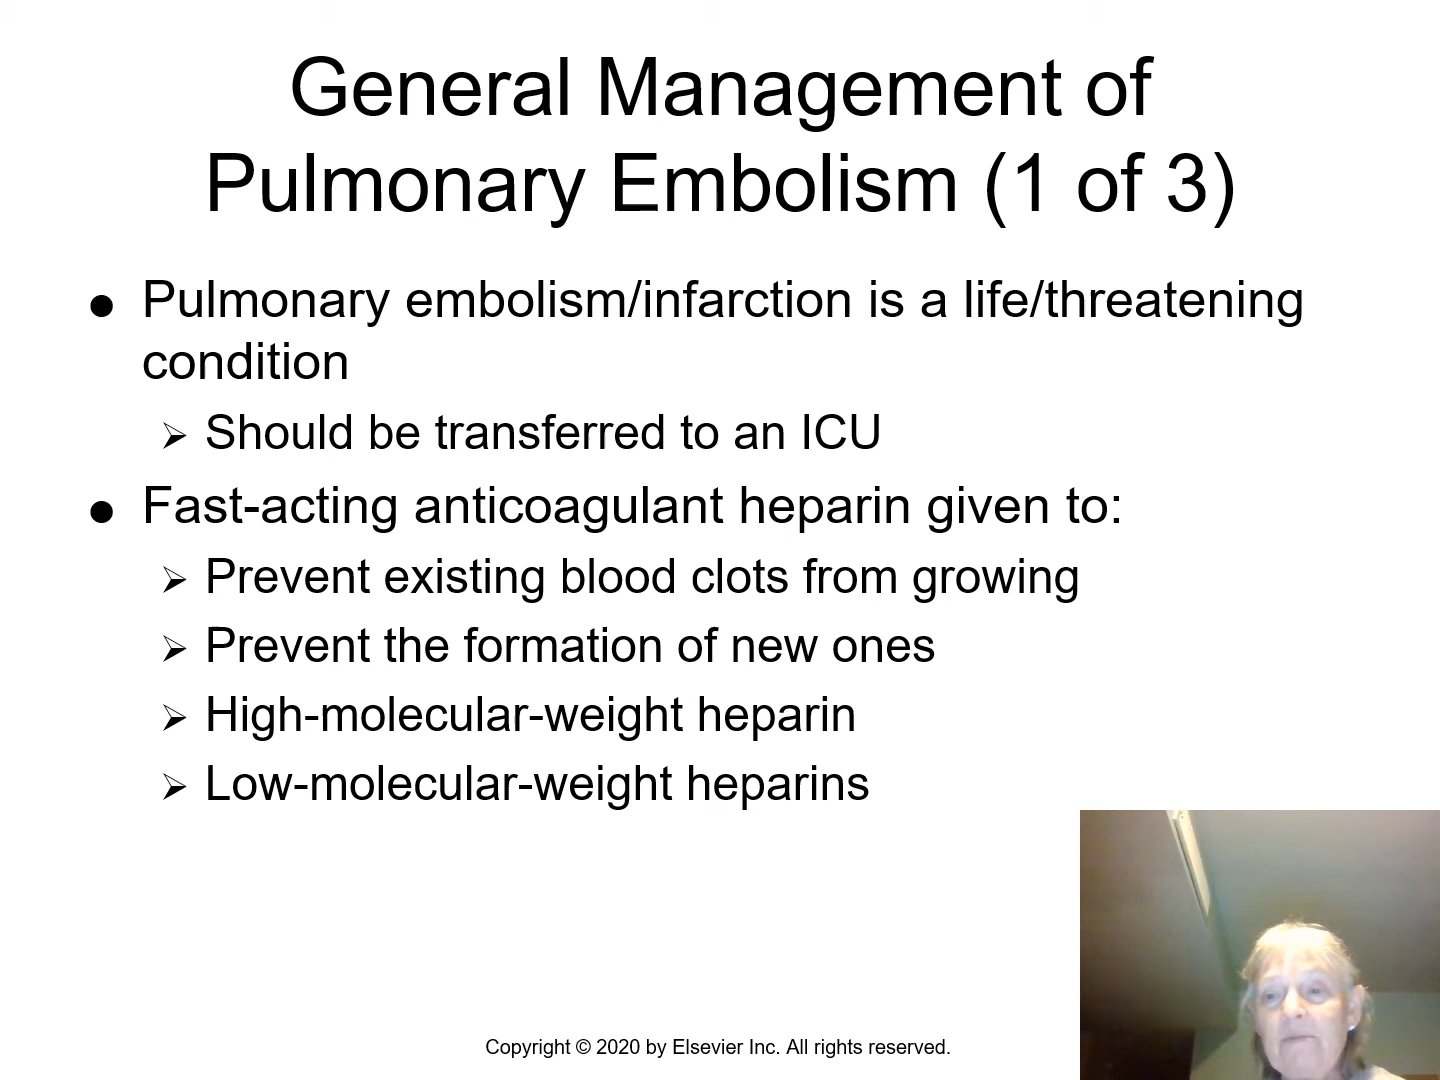 General Management of
Pulmonary Embolism (1 of 3)
● Pulmonary embolism/infarction is a life/threatening
condition
➢ Should be transferred to an ICU
● Fast-acting anticoagulant heparin given to:
➢ Prevent existing blood clots from growing
➢ Prevent the formation of new ones
➢ High-molecular-weight heparin
➢ Low-molecular-weight heparins
Copyright © 2020 by Elsevier Inc. All rights reserved.